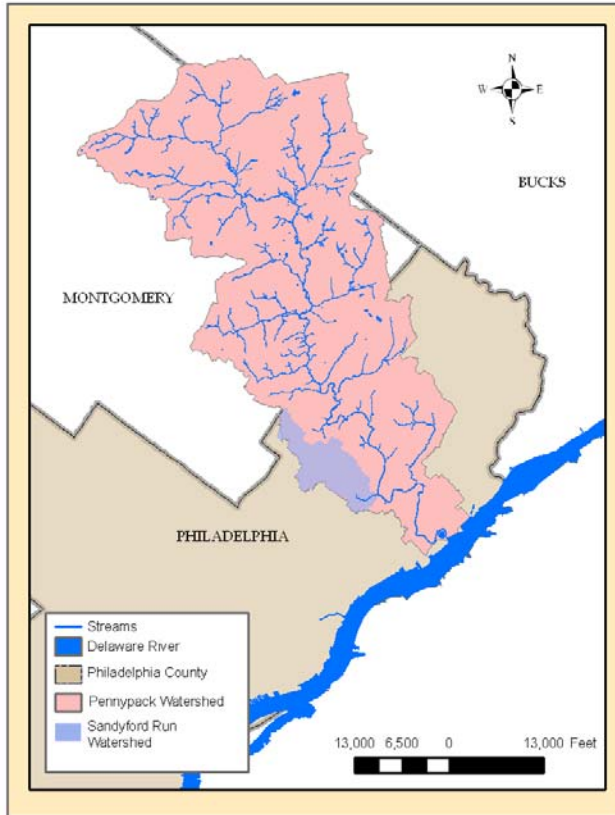 N
W E
S
BUCKS
MONTGOMERY
PHILADELPHIA
Streams
Delaware River
Philadelphia County
Pennypack Watershed
Sandyford Run
Watershed
13,000 6,500 0 13,000 Feet